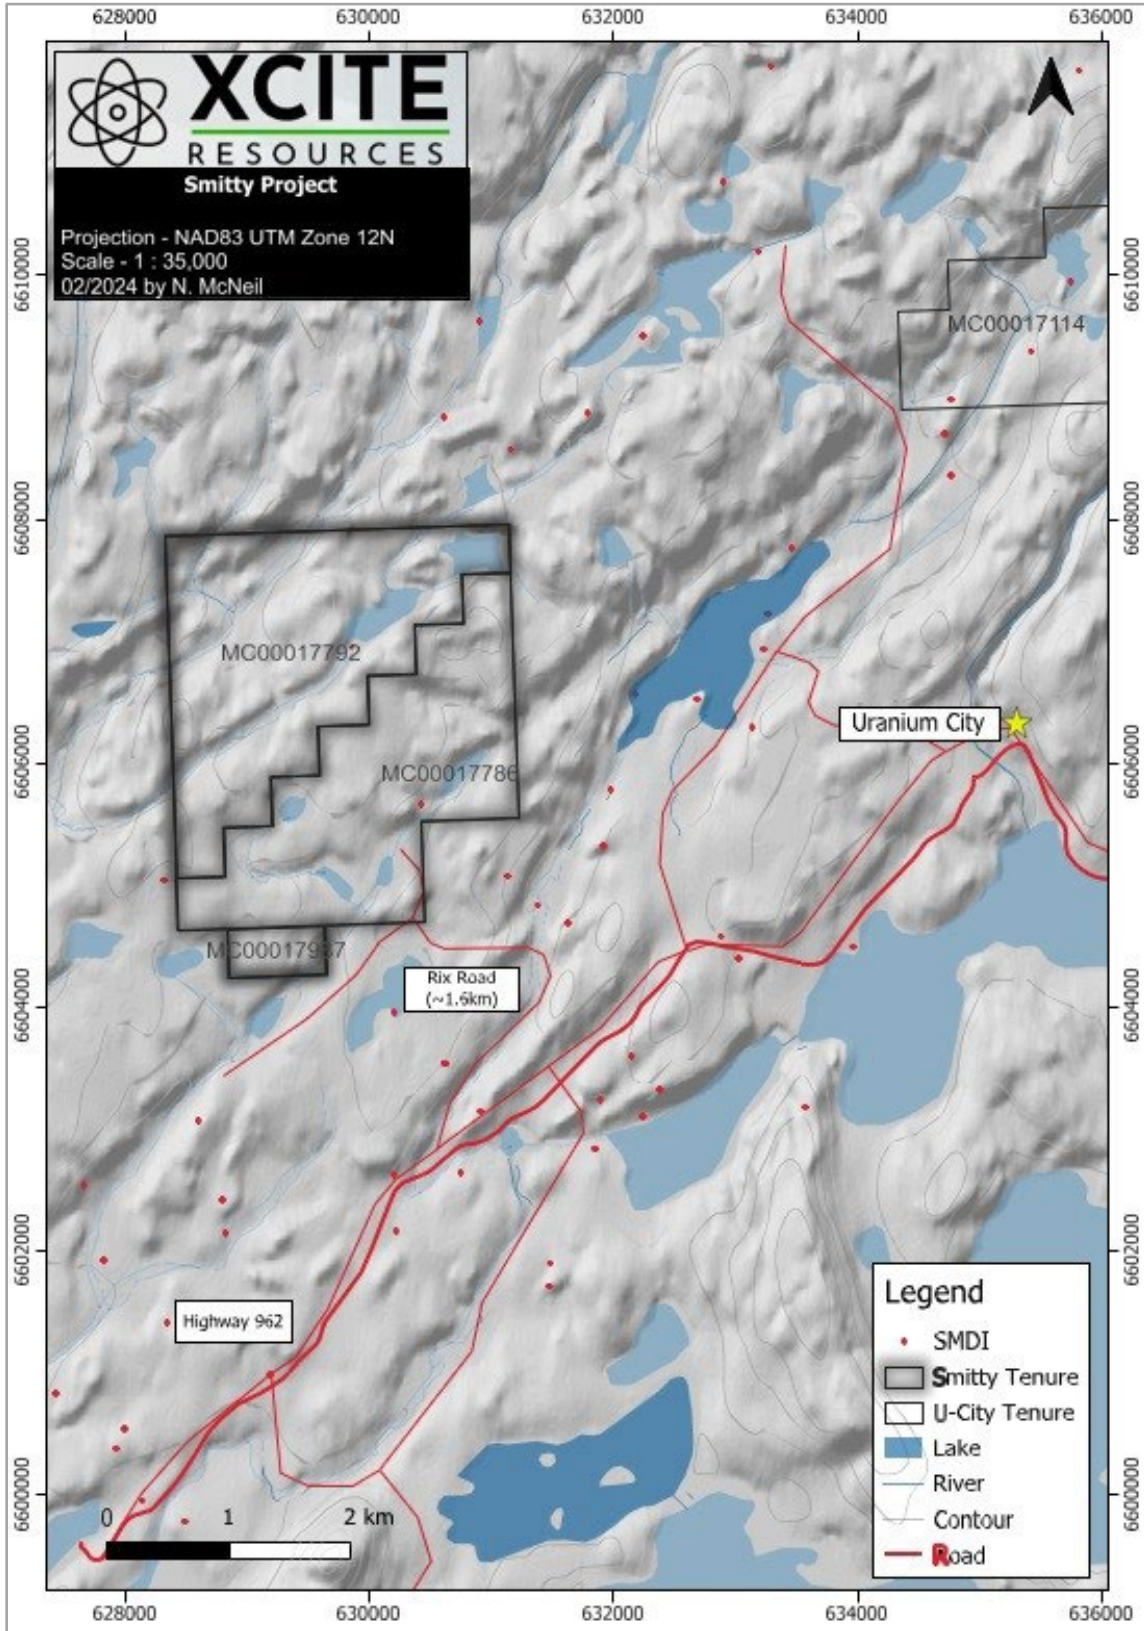 628000 630000 632000 634000 636000
XCITE
RESOURCES
Smitty Project
Projection - NAD83 UTM Zone 12N
Scale - 1 : 35,000
02/2024 by N. McNeil
6610000 6610000
MC00017114
6608000 6608000
MC00017792
Uranium City
MC00017786
6606000 6606000
MC00017937
Rix Road
(~1.6km)
6604000 6604000
6602000 6602000
Highway 962
Legend
SMDI
Smitty Tenure
U-City Tenure
Lake
River
Contour
Road
6600000 6600000
0 1 2 km
628000 630000 632000 634000 636000